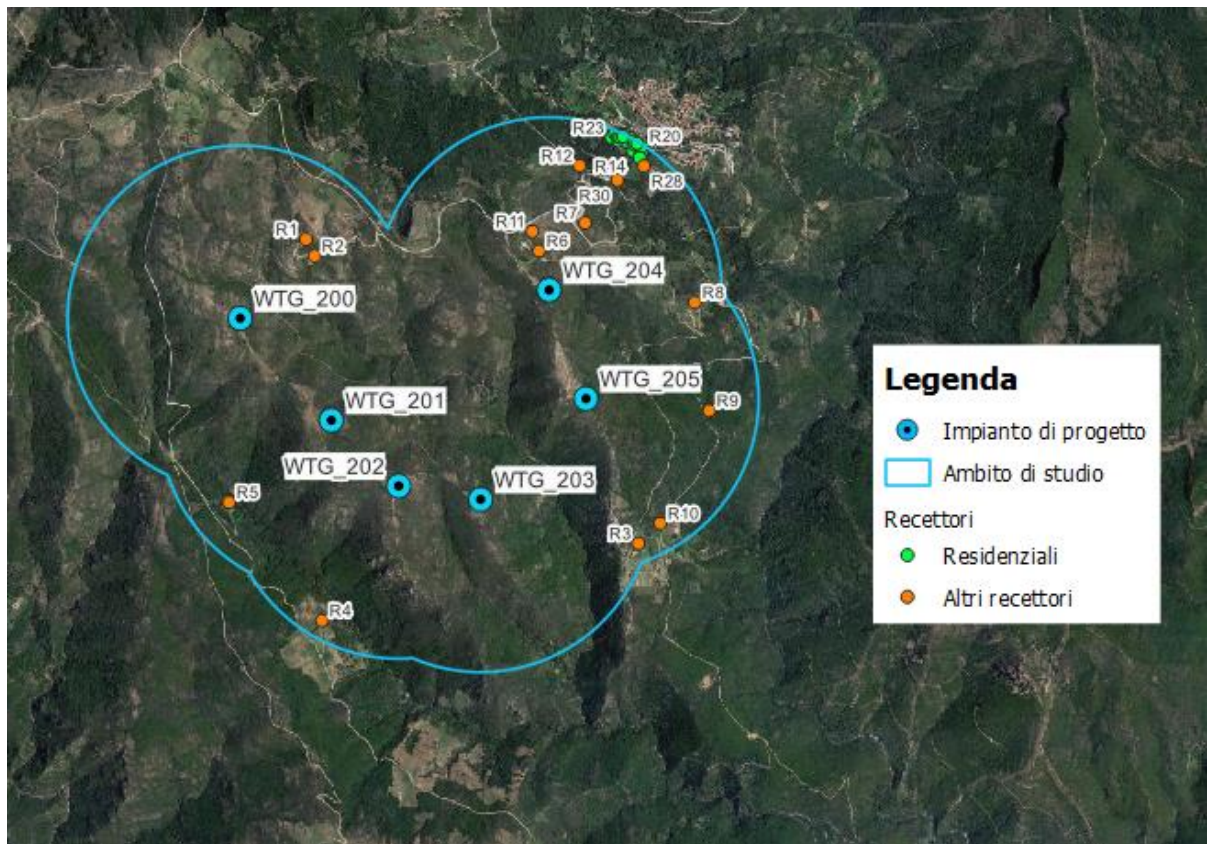 R23
R20
R12
R14
R28
R30
R1
R11
R7
R2
R6
WTG_204
WTG_200
R8
WTG_205
WTG_201
R9
WTG_202
WTG_203
R5
R10
R3
R4
Legenda
Impianto di progetto
Ambito di studio
Recettori
Residenziali
Altri recettori